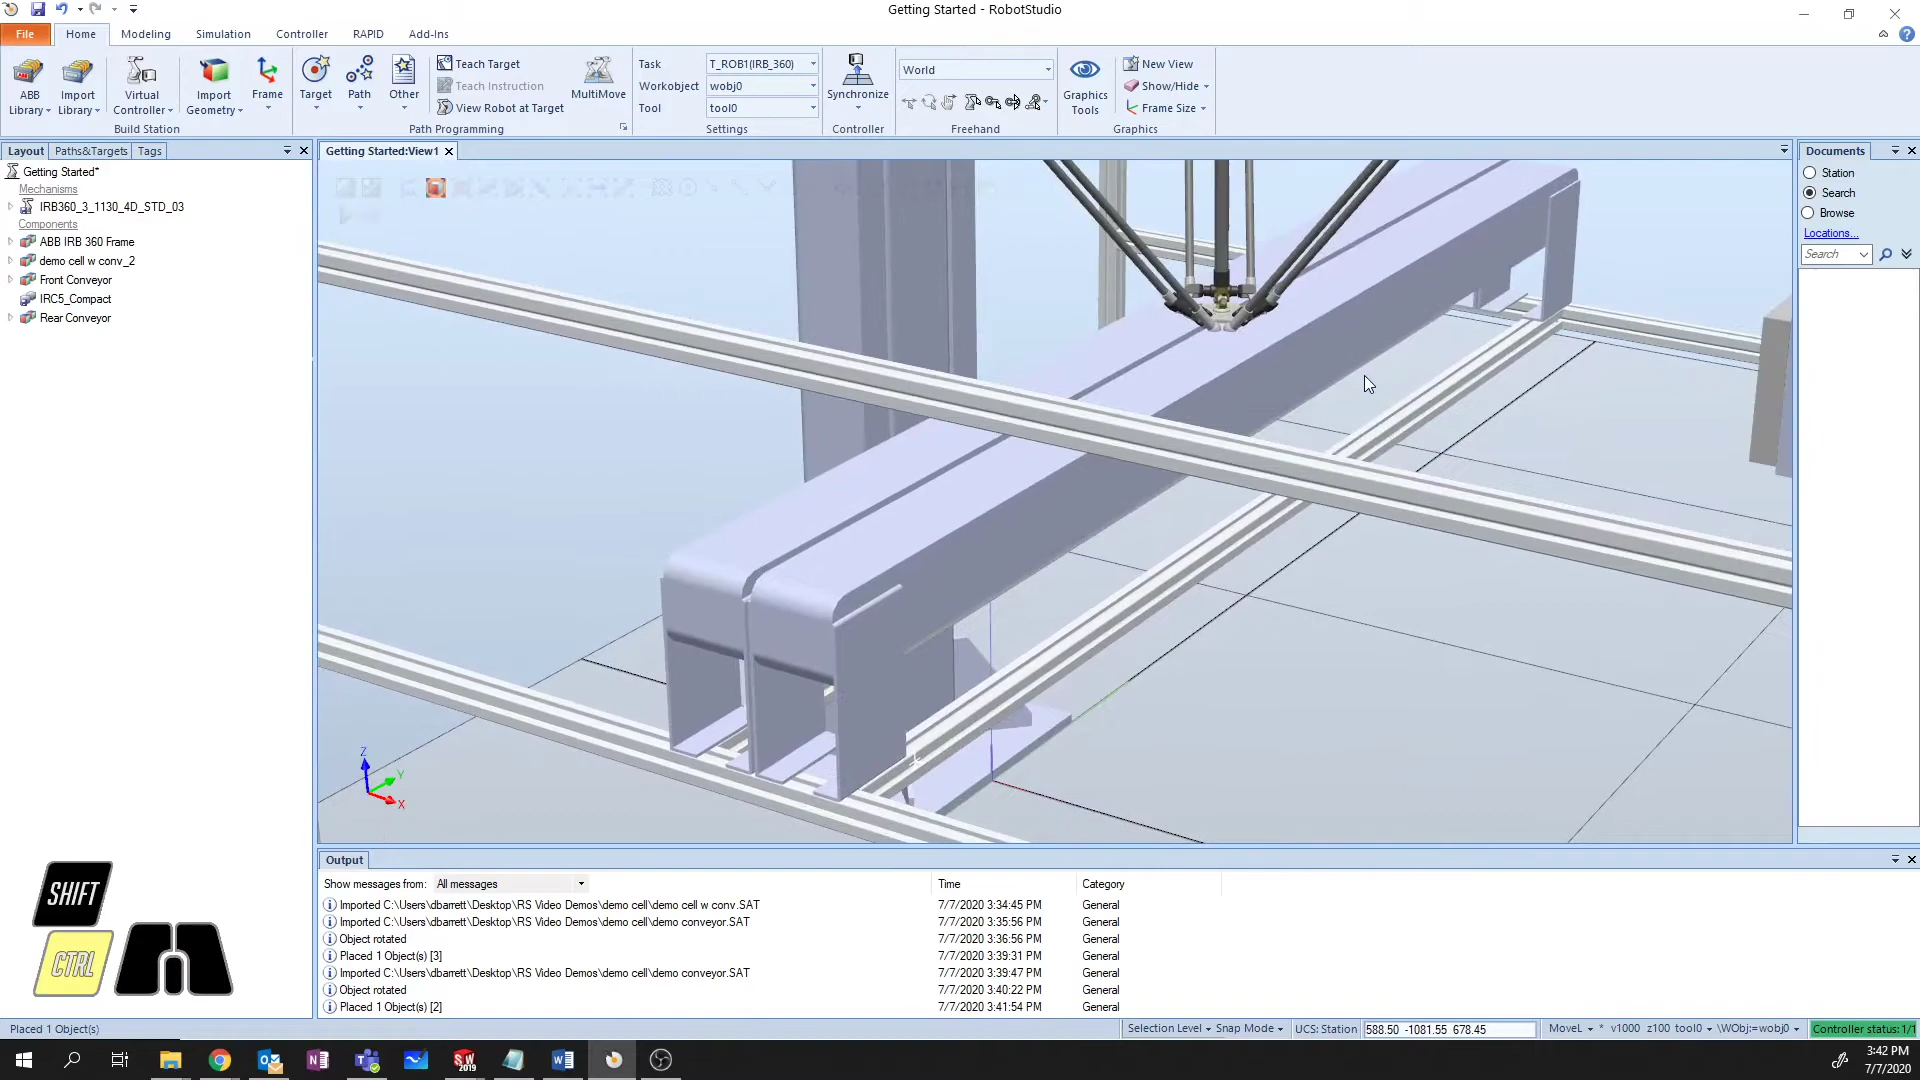 Getting Started - RobotStudio
File Home Modeling Simulation Controller RAPID Add-Ins
ABB Library
Import Library
Virtual Controller
Import Geometry
Frame
Build Station
Target
Path
Other
Teach Target
Teach Instruction
View Robot at Target
MultiMove
Path Programming
Task T_ROB1(IRB_360)
Workobject wobj0
Tool tool0
Settings
Synchronize
Controller
World
Freehand
Graphics Tools
New View
Show/Hide
Frame Size
Graphics
Layout Paths&Targets Tags
Getting Started*
Mechanisms
IRB360_3_1130_4D_STD_03
Components
ABB IRB 360 Frame
demo cell w conv_2
Front Conveyor
IRC5_Compact
Rear Conveyor
Getting Started:View1
Z
Y
X
Documents
Station
Search
Browse
Locations...
Search
SHIFT
CTRL
Output
Show messages from: All messages Time Category
Imported C:\Users\dbarrett\Desktop\RS Video Demos\demo cell\demo cell w conv.SAT 7/7/2020 3:34:45 PM General
Imported C:\Users\dbarrett\Desktop\RS Video Demos\demo cell\demo conveyor.SAT 7/7/2020 3:35:56 PM General
Object rotated 7/7/2020 3:36:56 PM General
Placed 1 Object(s) [3] 7/7/2020 3:39:31 PM General
Imported C:\Users\dbarrett\Desktop\RS Video Demos\demo cell\demo conveyor.SAT 7/7/2020 3:39:47 PM General
Object rotated 7/7/2020 3:40:22 PM General
Placed 1 Object(s) [2] 7/7/2020 3:41:54 PM General
Placed 1 Object(s) Selection Level Snap Mode UCS: Station 588.50 -1081.55 678.45 MoveL * v1000 z100 tool0 \WObj:=wobj0 Controller status: 1/1
3:42 PM
7/7/2020